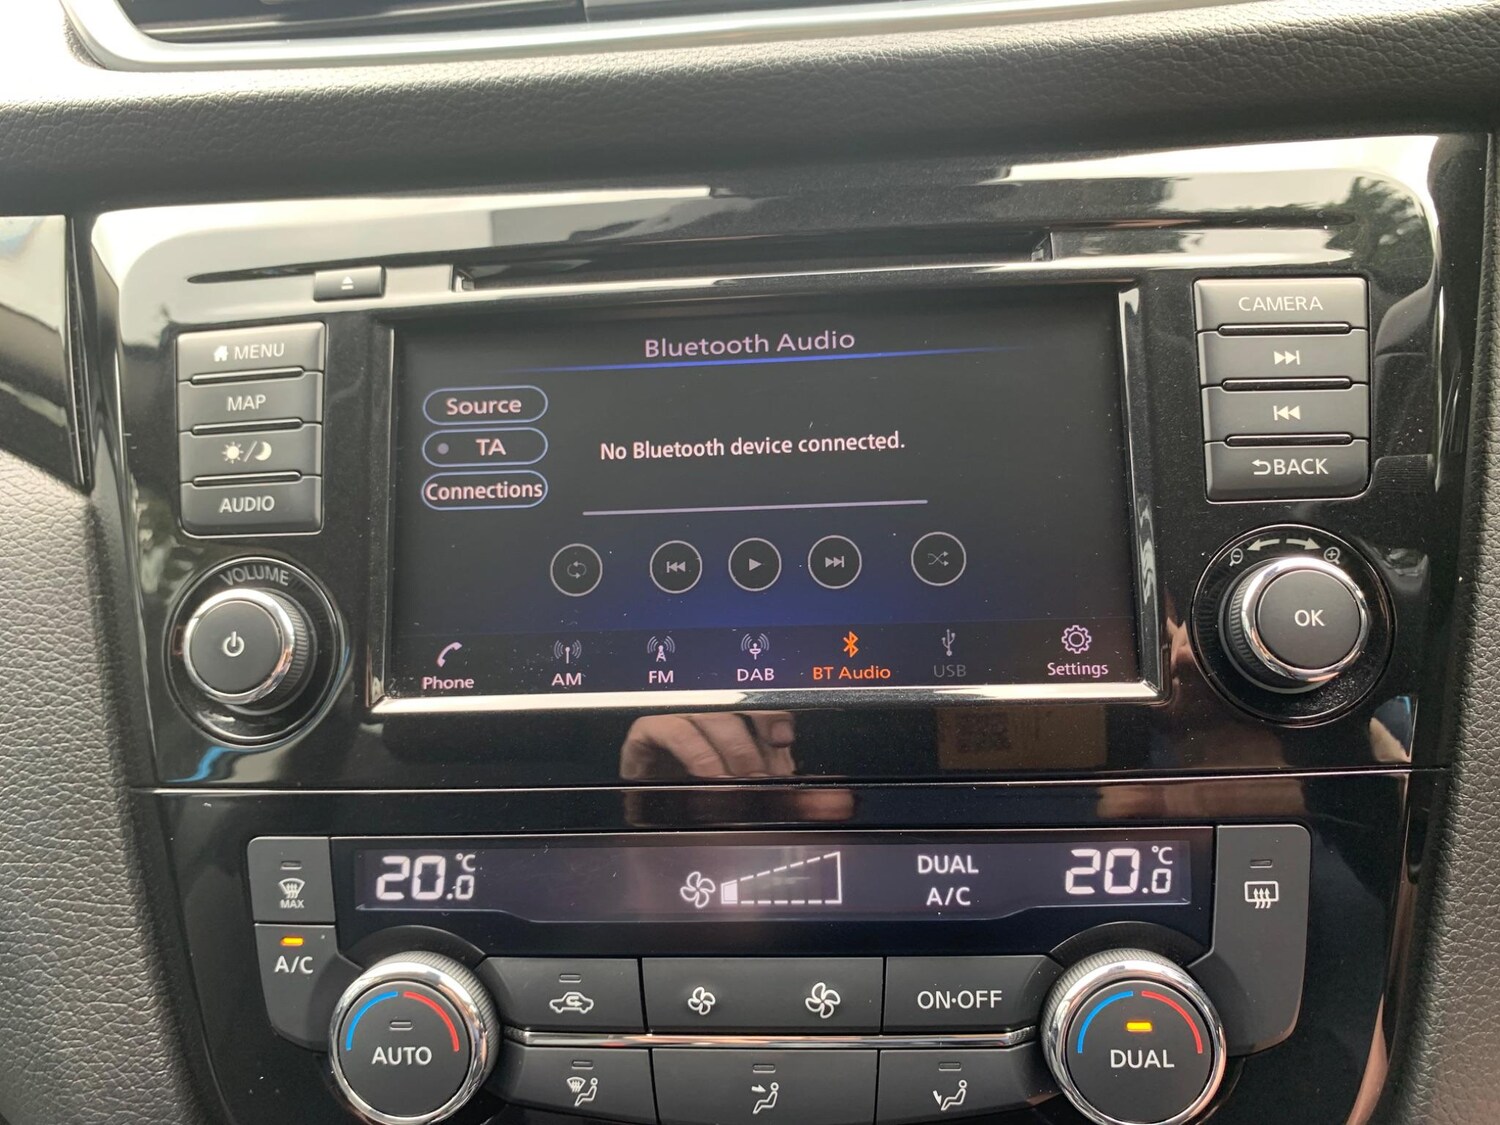 Bluetooth Audio
MENU
MAP
AUDIO
VOLUME
Source
TA
Connections
No Bluetooth device connected.
Phone
AM
FM
DAB
BT Audio
USB
Settings
CAMERA
BACK
OK
20.0°C
DUAL
A/C
20.0°C
MAX
A/C
AUTO
ON·OFF
DUAL